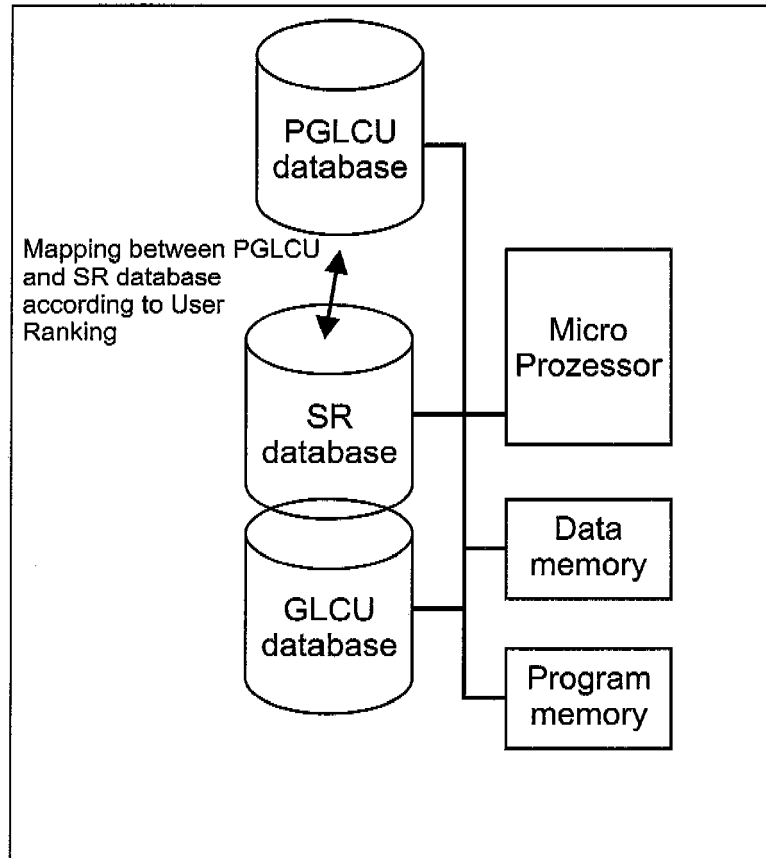 PGLCU
database
Mapping between PGLCU
and SR database
according to User
Ranking
Micro
Prozessor
SR
database
Data
memory
GLCU
database
Program
memory